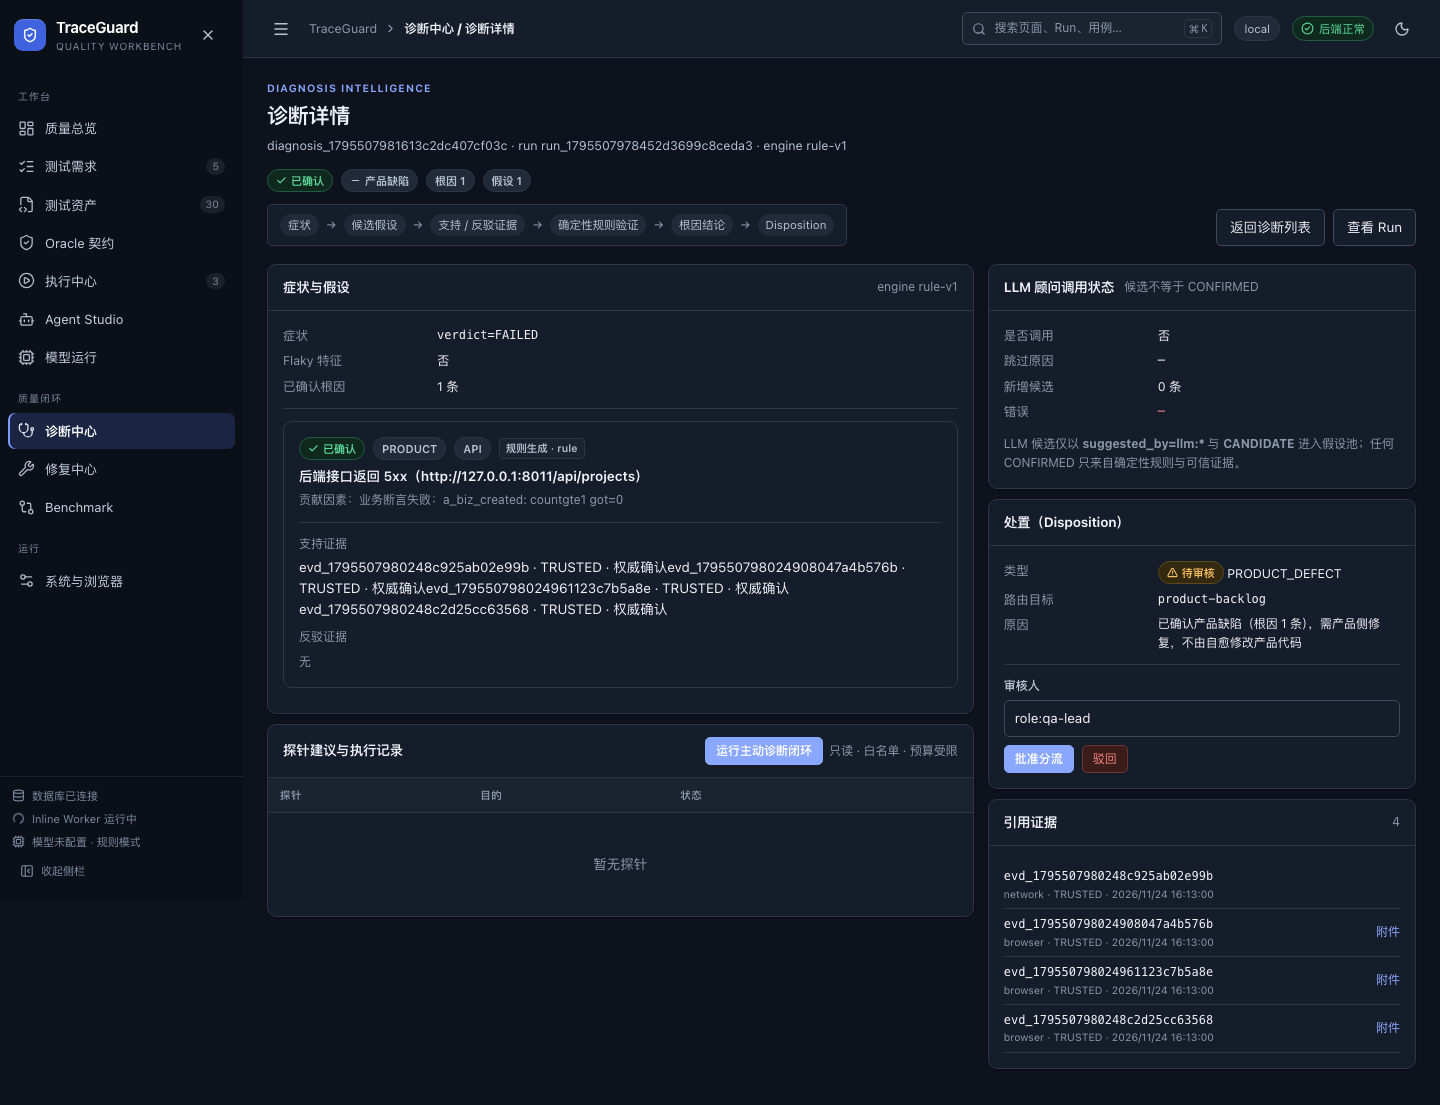 TraceGuard
QUALITY WORKBENCH
工作台
质量总览
测试需求 5
测试资产 30
Oracle 契约
执行中心 3
Agent Studio
模型运行
质量闭环
诊断中心
修复中心
Benchmark
运行
系统与浏览器
数据库已连接
Inline Worker 运行中
模型未配置 · 规则模式
收起侧栏
TraceGuard > 诊断中心 / 诊断详情
搜索页面、Run、用例... ⌘ K
local
后端正常
DIAGNOSIS INTELLIGENCE
诊断详情
diagnosis_1795507981613c2dc407cf03c · run run_1795507978452d3699c8ceda3 · engine rule-v1
已确认 – 产品缺陷 根因 1 假设 1
症状 → 候选假设 → 支持 / 反驳证据 → 确定性规则验证 → 根因结论 → Disposition
返回诊断列表 查看 Run
症状与假设 engine rule-v1
症状 verdict=FAILED
Flaky 特征 否
已确认根因 1 条
已确认 PRODUCT API 规则生成 · rule
后端接口返回 5xx（http://127.0.0.1:8011/api/projects）
贡献因素：业务断言失败：a_biz_created: countgte1 got=0
支持证据
evd_1795507980248c925ab02e99b · TRUSTED · 权威确认evd_179550798024908047a4b576b ·
TRUSTED · 权威确认evd_179550798024961123c7b5a8e · TRUSTED · 权威确认
evd_1795507980248c2d25cc63568 · TRUSTED · 权威确认
反驳证据
无
探针建议与执行记录 运行主动诊断闭环 只读 · 白名单 · 预算受限
探针 目的 状态
暂无探针
LLM 顾问调用状态 候选不等于 CONFIRMED
是否调用 否
跳过原因 –
新增候选 0 条
错误 –
LLM 候选仅以 suggested_by=llm:* 与 CANDIDATE 进入假设池；任何
CONFIRMED 只来自确定性规则与可信证据。
处置（Disposition）
类型 待审核 PRODUCT_DEFECT
路由目标 product-backlog
原因 已确认产品缺陷（根因 1 条），需产品侧修
复，不由自愈修改产品代码
审核人
role:qa-lead
批准分流 驳回
引用证据 4
evd_1795507980248c925ab02e99b
network · TRUSTED · 2026/11/24 16:13:00
evd_179550798024908047a4b576b
browser · TRUSTED · 2026/11/24 16:13:00
附件
evd_179550798024961123c7b5a8e
browser · TRUSTED · 2026/11/24 16:13:00
附件
evd_1795507980248c2d25cc63568
browser · TRUSTED · 2026/11/24 16:13:00
附件